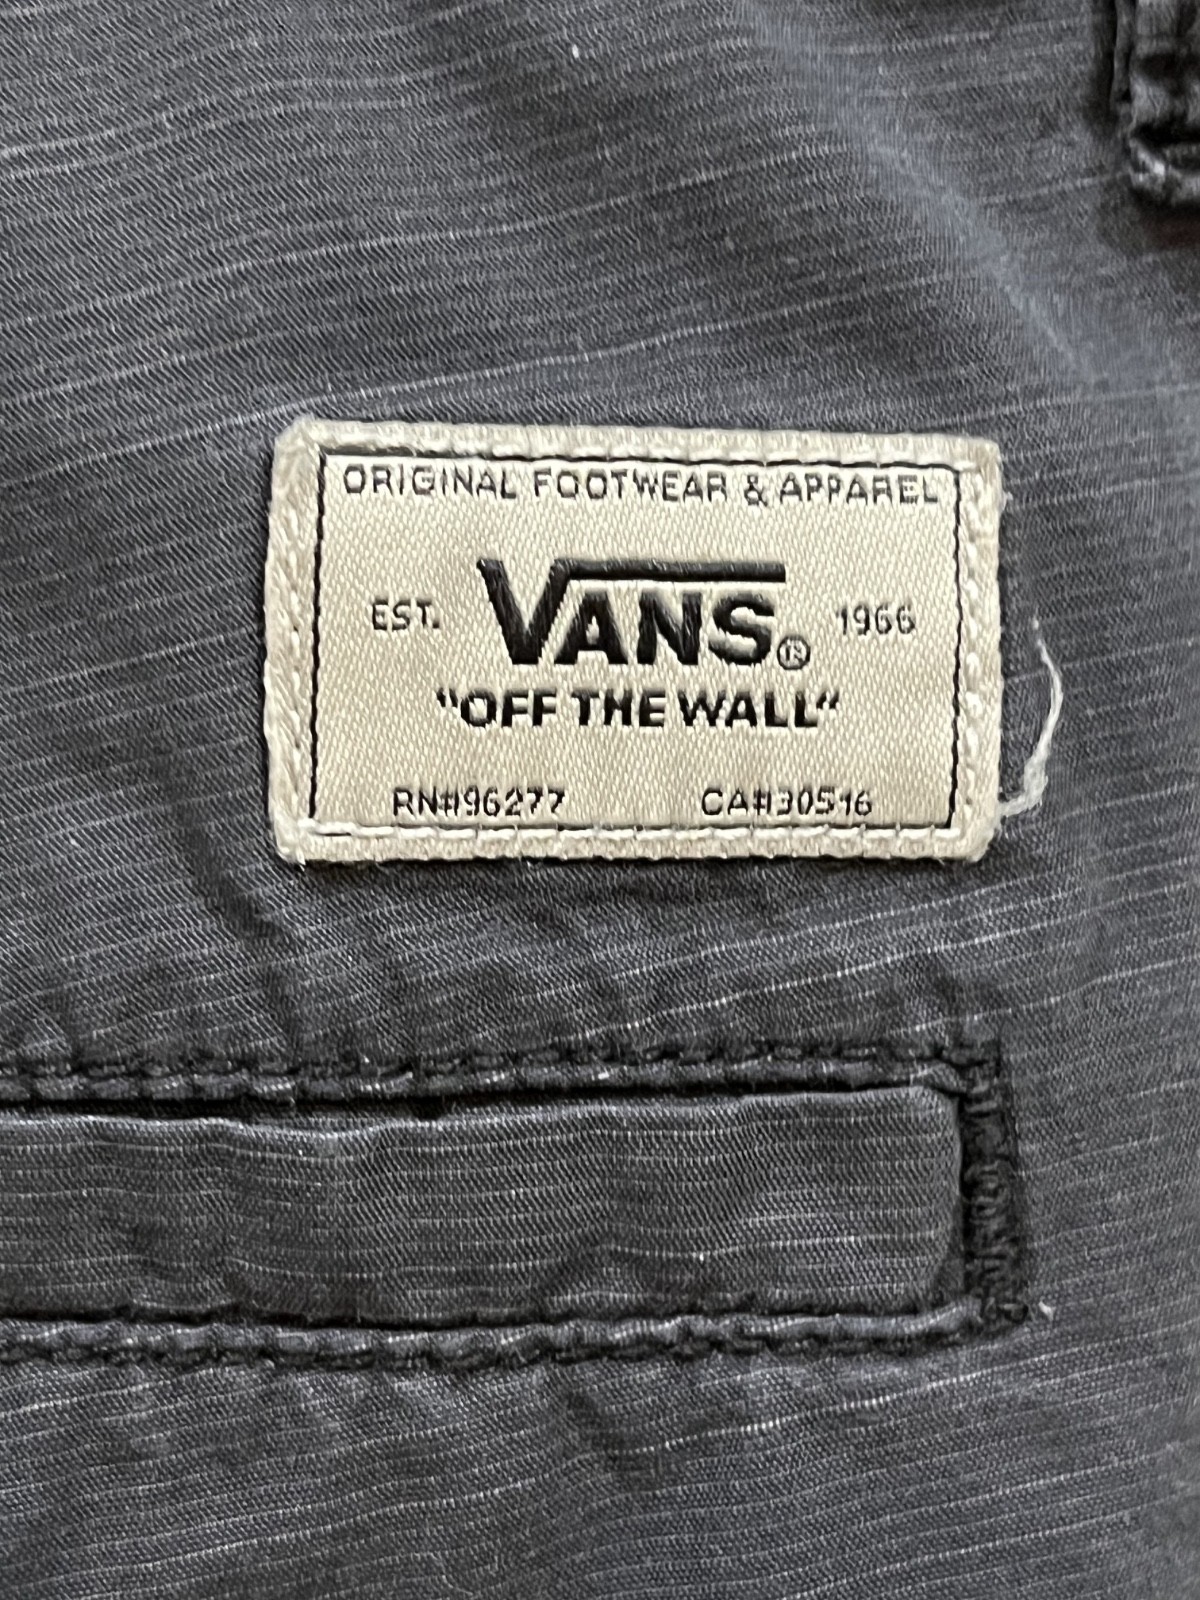 ORIGINAL FOOTWEAR & APPAREL
EST. VANS® 1966
"OFF THE WALL"
RN#96277 CA#30516